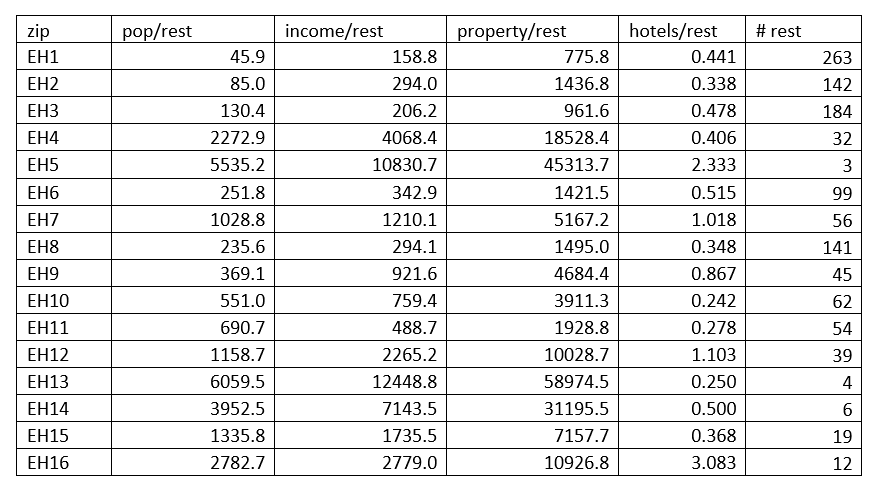 zip pop/rest income/rest property/rest hotels/rest # rest
EH1 45.9 158.8 775.8 0.441 263
EH2 85.0 294.0 1436.8 0.338 142
EH3 130.4 206.2 961.6 0.478 184
EH4 2272.9 4068.4 18528.4 0.406 32
EH5 5535.2 10830.7 45313.7 2.333 3
EH6 251.8 342.9 1421.5 0.515 99
EH7 1028.8 1210.1 5167.2 1.018 56
EH8 235.6 294.1 1495.0 0.348 141
EH9 369.1 921.6 4684.4 0.867 45
EH10 551.0 759.4 3911.3 0.242 62
EH11 690.7 488.7 1928.8 0.278 54
EH12 1158.7 2265.2 10028.7 1.103 39
EH13 6059.5 12448.8 58974.5 0.250 4
EH14 3952.5 7143.5 31195.5 0.500 6
EH15 1335.8 1735.5 7157.7 0.368 19
EH16 2782.7 2779.0 10926.8 3.083 12